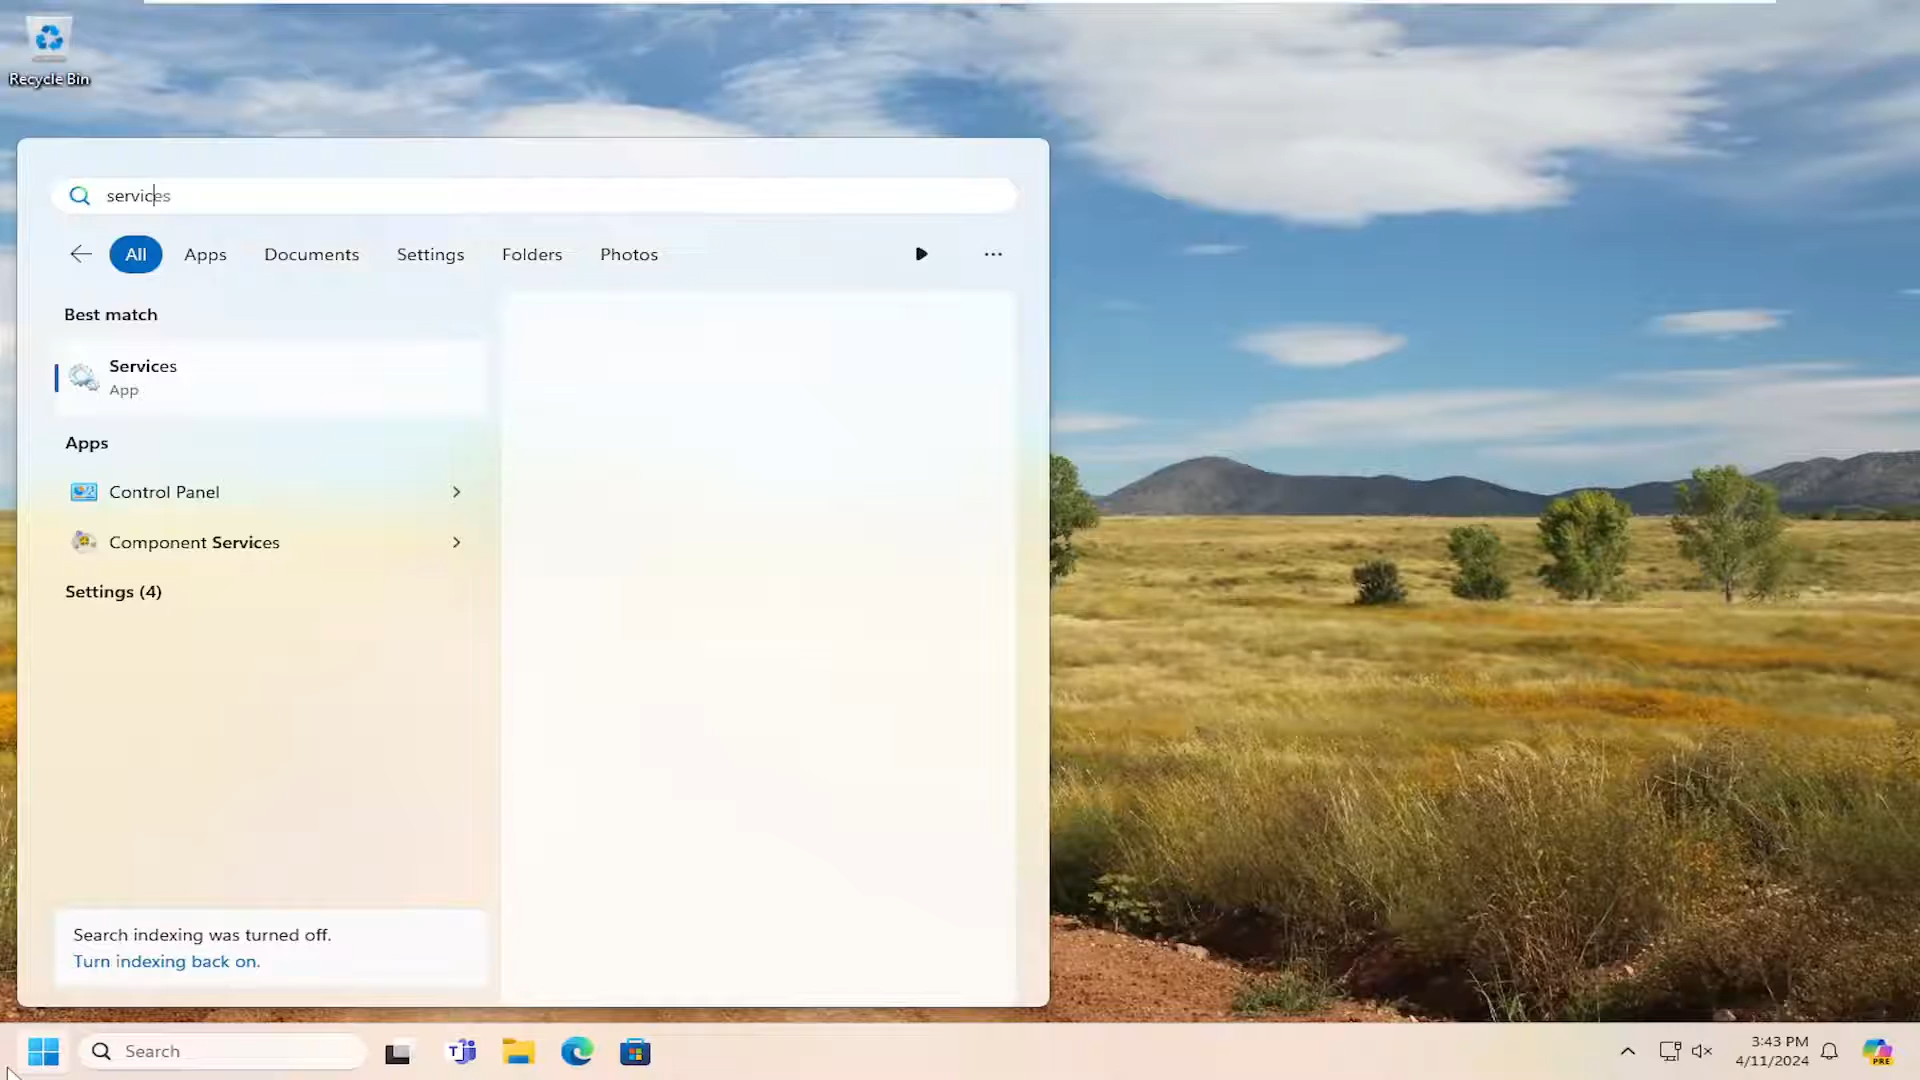 Recycle Bin
services
All
Apps
Documents
Settings
Folders
Photos
Best match
Services
App
Apps
Control Panel
Component Services
Settings (4)
Search indexing was turned off.
Turn indexing back on.
Search
3:43 PM
4/11/2024
PRE